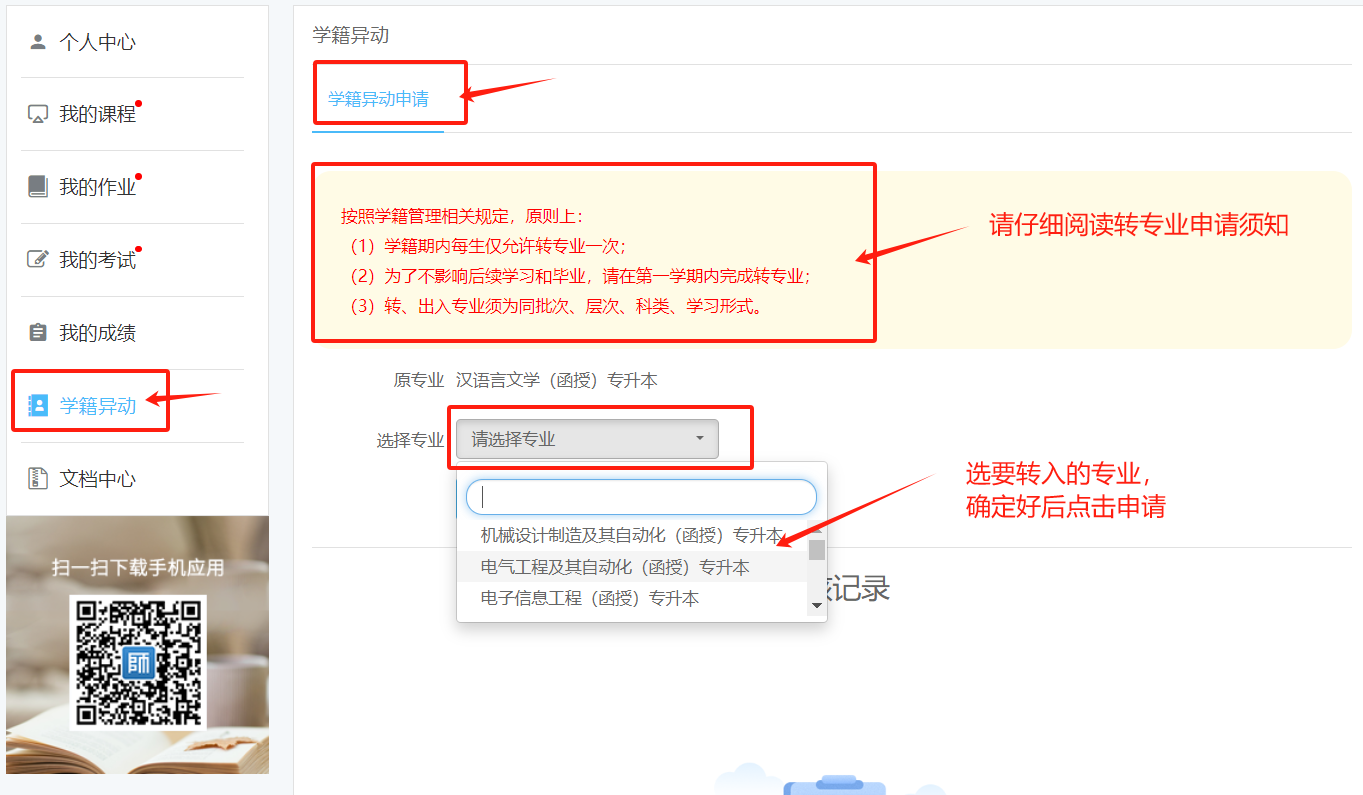 个人中心
我的课程
我的作业
我的考试
我的成绩
学籍异动
文档中心
扫一扫下载手机应用
師
学籍异动
学籍异动申请
按照学籍管理相关规定，原则上：
（1）学籍期内每生仅允许转专业一次；
（2）为了不影响后续学习和毕业，请在第一学期内完成转专业；
（3）转、出入专业须为同批次、层次、科类、学习形式。
请仔细阅读转专业申请须知
原专业 汉语言文学（函授）专升本
选择专业 请选择专业
机械设计制造及其自动化（函授）专升本
电气工程及其自动化（函授）专升本
电子信息工程（函授）专升本
选要转入的专业，
确定好后点击申请
记录